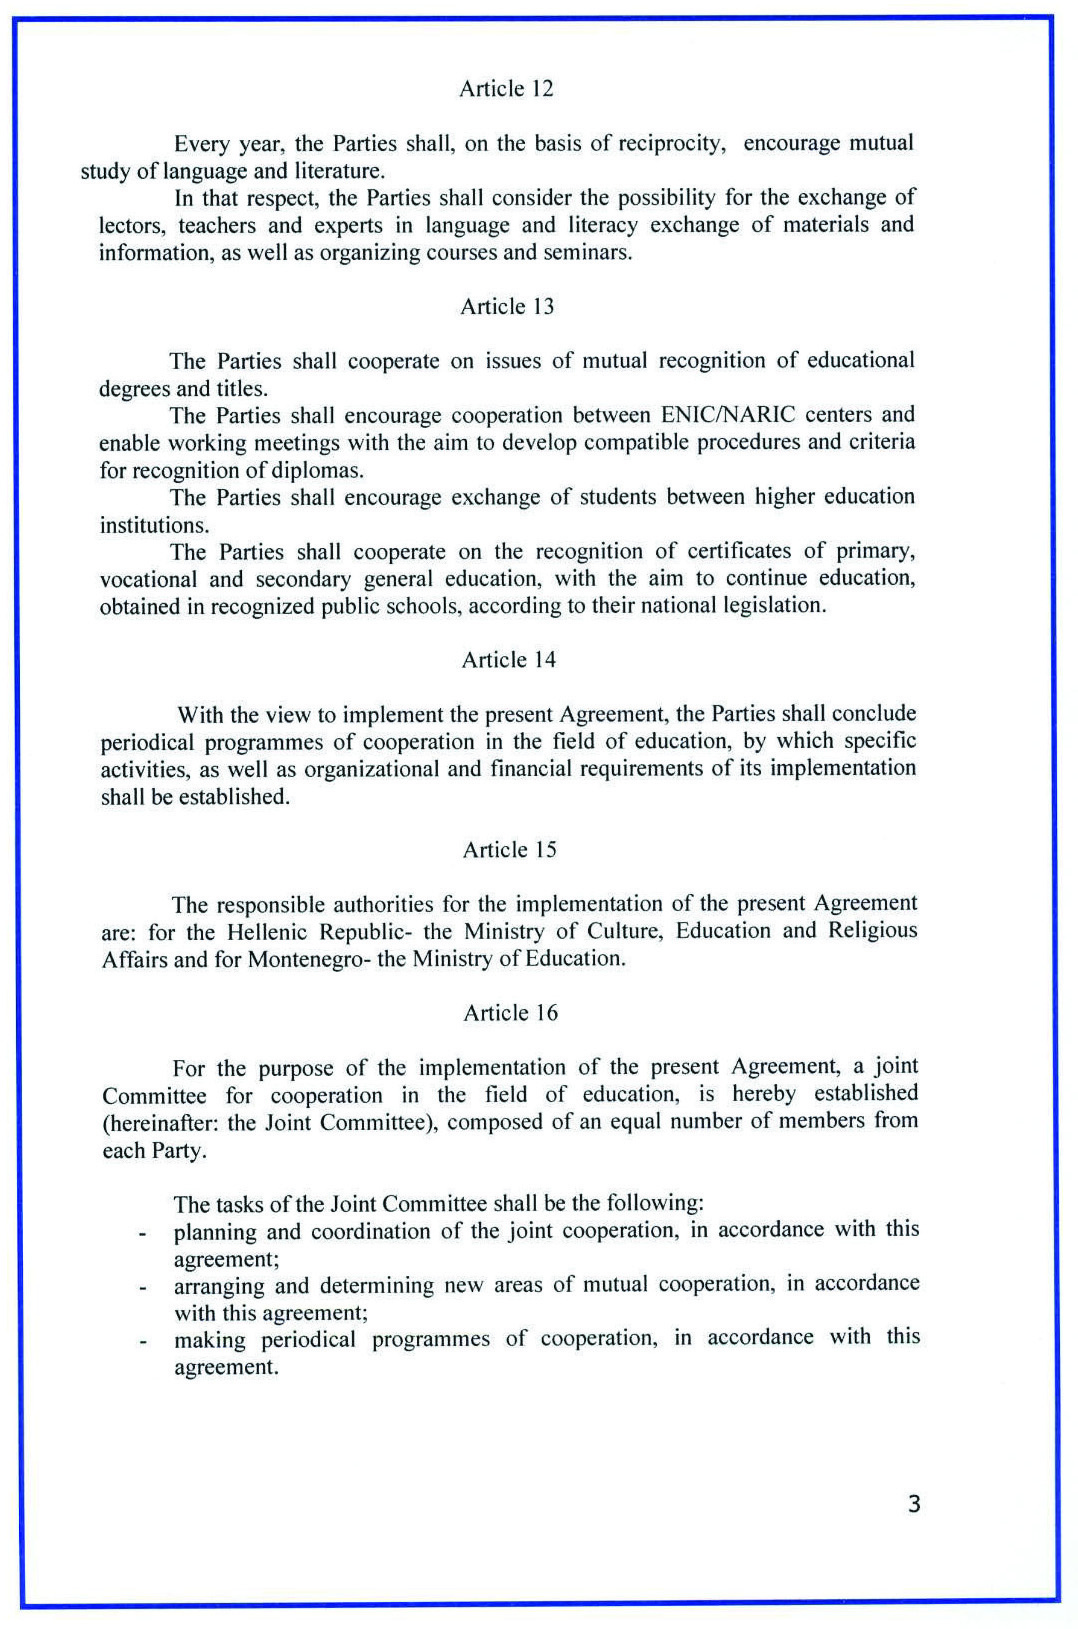 Article 12
Every year, the Parties shall, on the basis of reciprocity, encourage mutual
study of language and literature.
In that respect, the Parties shall consider the possibility for the exchange of
lectors, teachers and experts in language and literacy exchange of materials and
information, as well as organizing courses and seminars.
Article 13
The Parties shall cooperate on issues of mutual recognition of educational
degrees and titles.
The Parties shall encourage cooperation between ENIC/NARIC centers and
enable working meetings with the aim to develop compatible procedures and criteria
for recognition of diplomas.
The Parties shall encourage exchange of students between higher education
institutions.
The Parties shall cooperate on the recognition of certificates of primary,
vocational and secondary general education, with the aim to continue education,
obtained in recognized public schools, according to their national legislation.
Article 14
With the view to implement the present Agreement, the Parties shall conclude
periodical programmes of cooperation in the field of education, by which specific
activities, as well as organizational and financial requirements of its implementation
shall be established.
Article 15
The responsible authorities for the implementation of the present Agreement
are: for the Hellenic Republic- the Ministry of Culture, Education and Religious
Affairs and for Montenegro- the Ministry of Education.
Article 16
For the purpose of the implementation of the present Agreement, a joint
Committee for cooperation in the field of education, is hereby established
(hereinafter: the Joint Committee), composed of an equal number of members from
each Party.
The tasks of the Joint Committee shall be the following:
- planning and coordination of the joint cooperation, in accordance with this
agreement;
- arranging and determining new areas of mutual cooperation, in accordance
with this agreement;
- making periodical programmes of cooperation, in accordance with this
agreement.
3